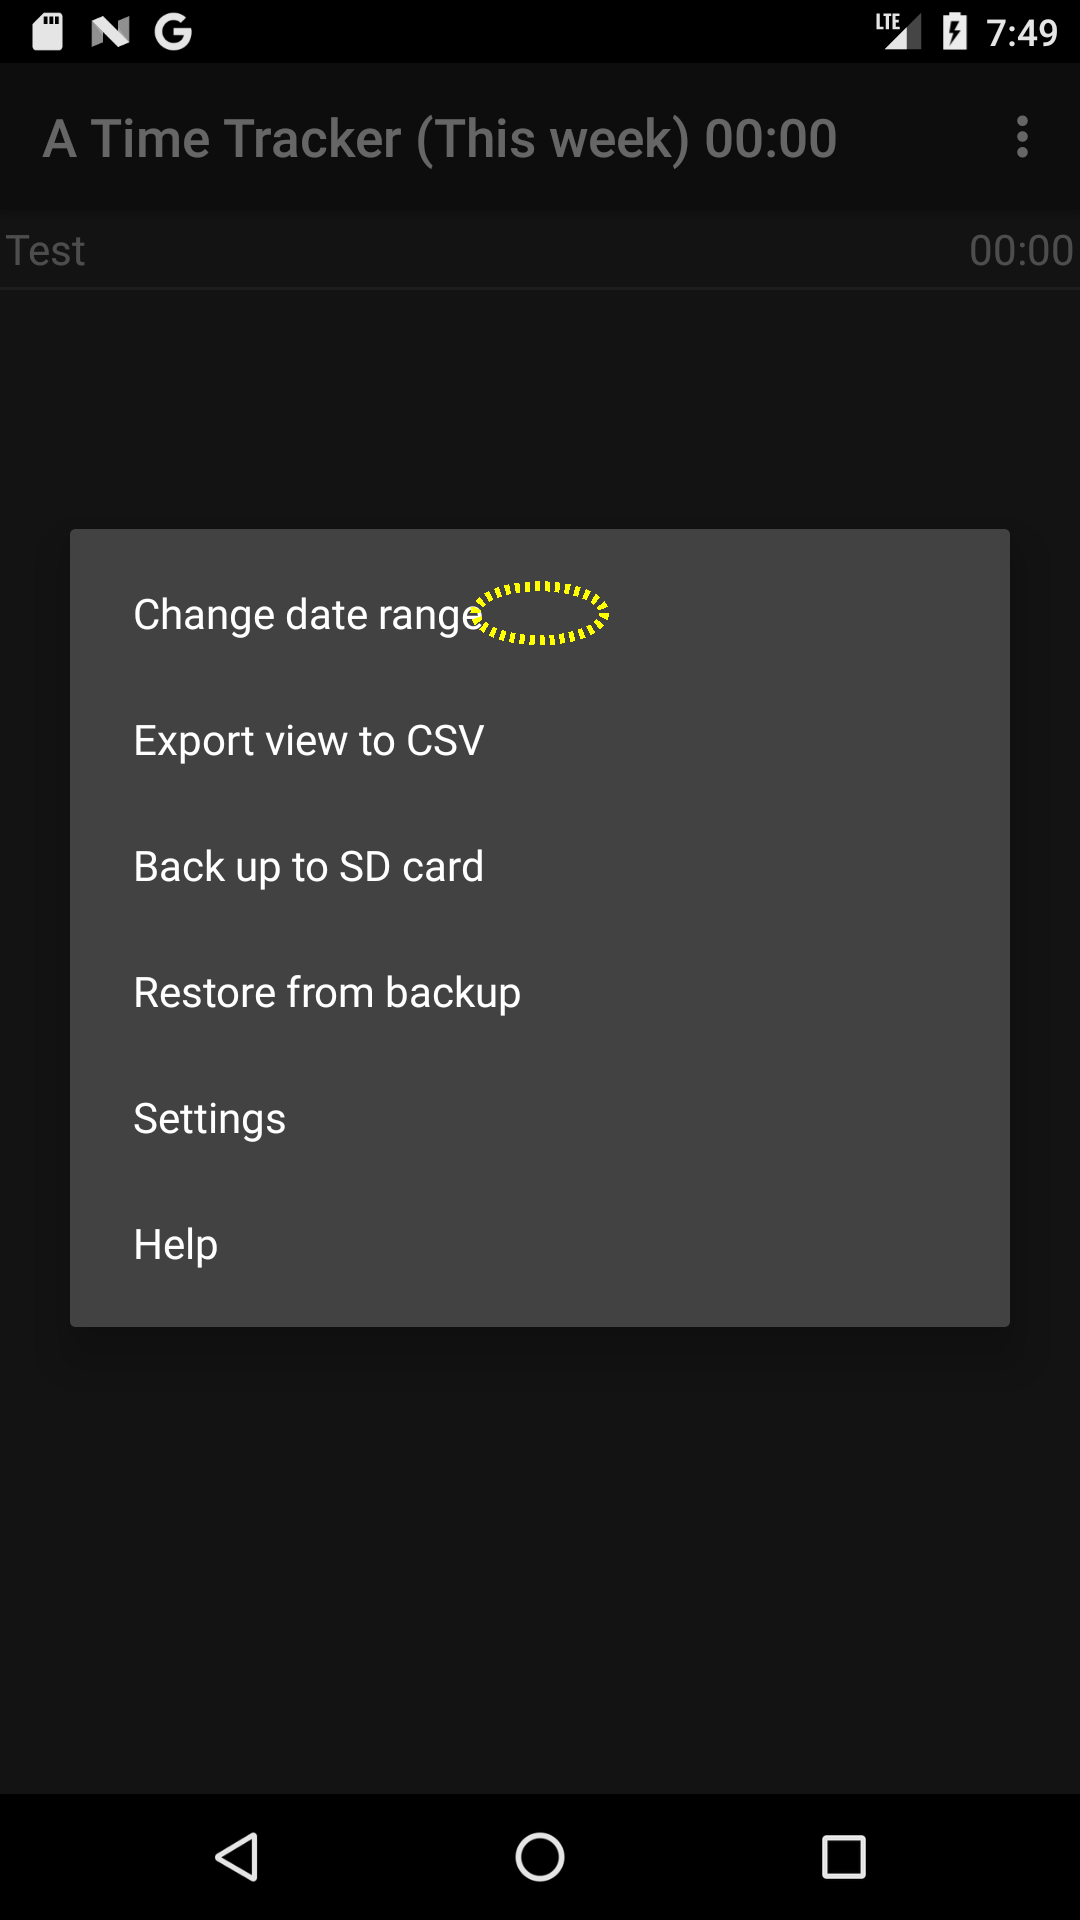 LTE 7:49
A Time Tracker (This week) 00:00
Test 00:00
Change date range
Export view to CSV
Back up to SD card
Restore from backup
Settings
Help